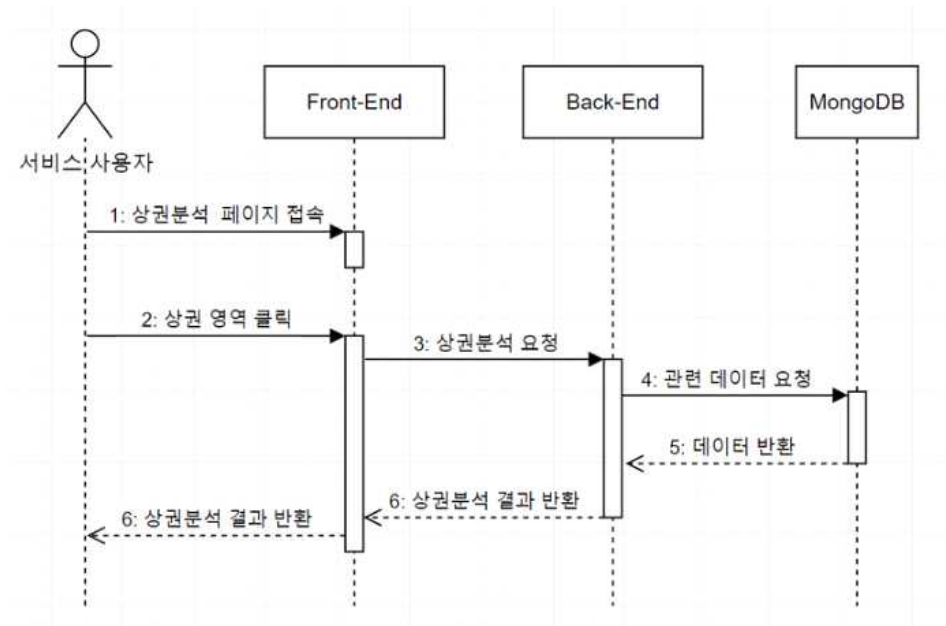 Front-End
Back-End
MongoDB
서비스 사용자
1: 상권분석 페이지 접속
2: 상권 영역 클릭
3: 상권분석 요청
4: 관련 데이터 요청
5: 데이터 반환
6: 상권분석 결과 반환
6: 상권분석 결과 반환